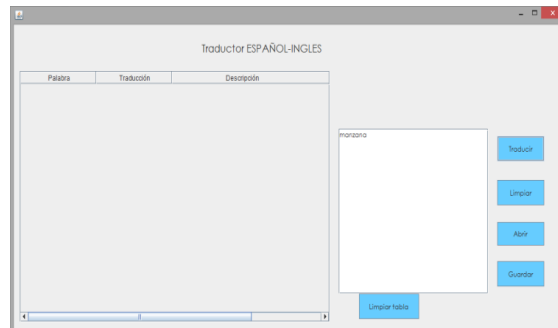 Traductor ESPAÑOL-INGLES
Palabra Traducción Descripción
manzana
Traducir
Limpiar
Abrir
Guardar
Limpiar tabla